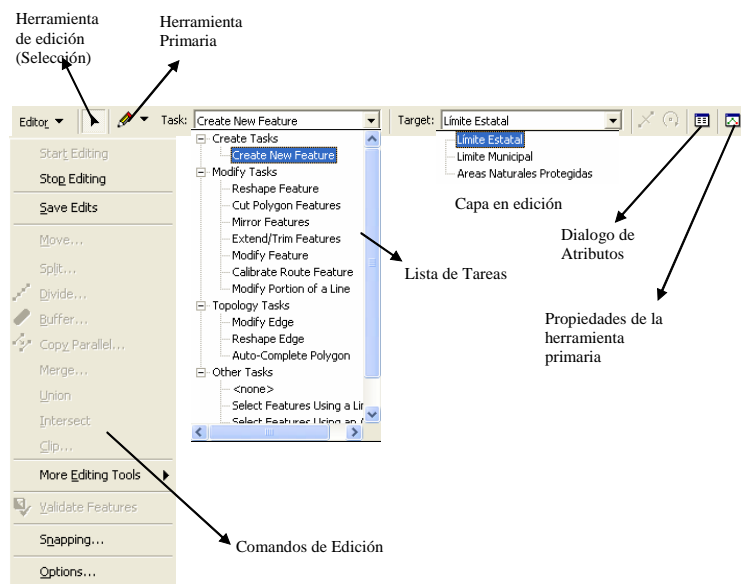 Herramienta
de edición
(Selección)
Herramienta
Primaria
Editor
Task:
Create New Feature
Target:
Límite Estatal
Start Editing
Stop Editing
Save Edits
Move...
Split...
Divide...
Buffer...
Copy Parallel...
Merge...
Union
Intersect
Clip...
More Editing Tools
Validate Features
Snapping...
Options...
Create Tasks
Create New Feature
Modify Tasks
Reshape Feature
Cut Polygon Features
Mirror Features
Extend/Trim Features
Modify Feature
Calibrate Route Feature
Modify Portion of a Line
Topology Tasks
Modify Edge
Reshape Edge
Auto-Complete Polygon
Other Tasks
<none>
Select Features Using a Lin
Select Features Using an
Límite Estatal
Limite Municipal
Areas Naturales Protegidas
Capa en edición
Lista de Tareas
Dialogo de
Atributos
Propiedades de la
herramienta
primaria
Comandos de Edición